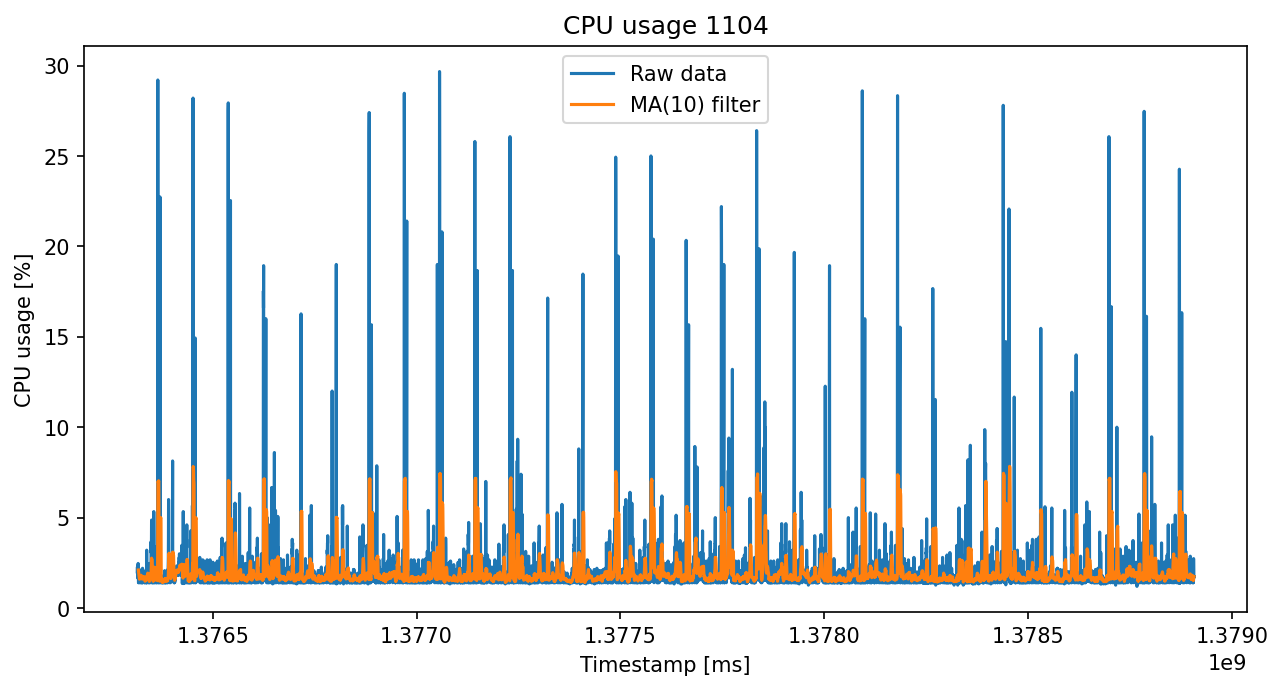 CPU usage 1104
Raw data
MA(10) filter
CPU usage [%]
30
25
20
15
10
5
0
1.3765
1.3770
1.3775
1.3780
1.3785
1.3790
1e9
Timestamp [ms]